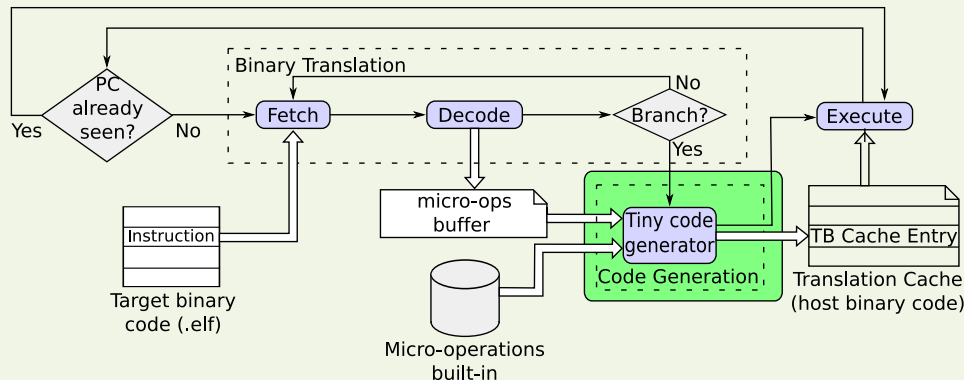 Binary Translation
PC
already
seen?
Yes
No
Fetch
Decode
No
Branch?
Yes
Execute
Instruction
Target binary
code (.elf)
micro-ops
buffer
Micro-operations
built-in
Tiny code
generator
Code Generation
TB Cache Entry
Translation Cache
(host binary code)